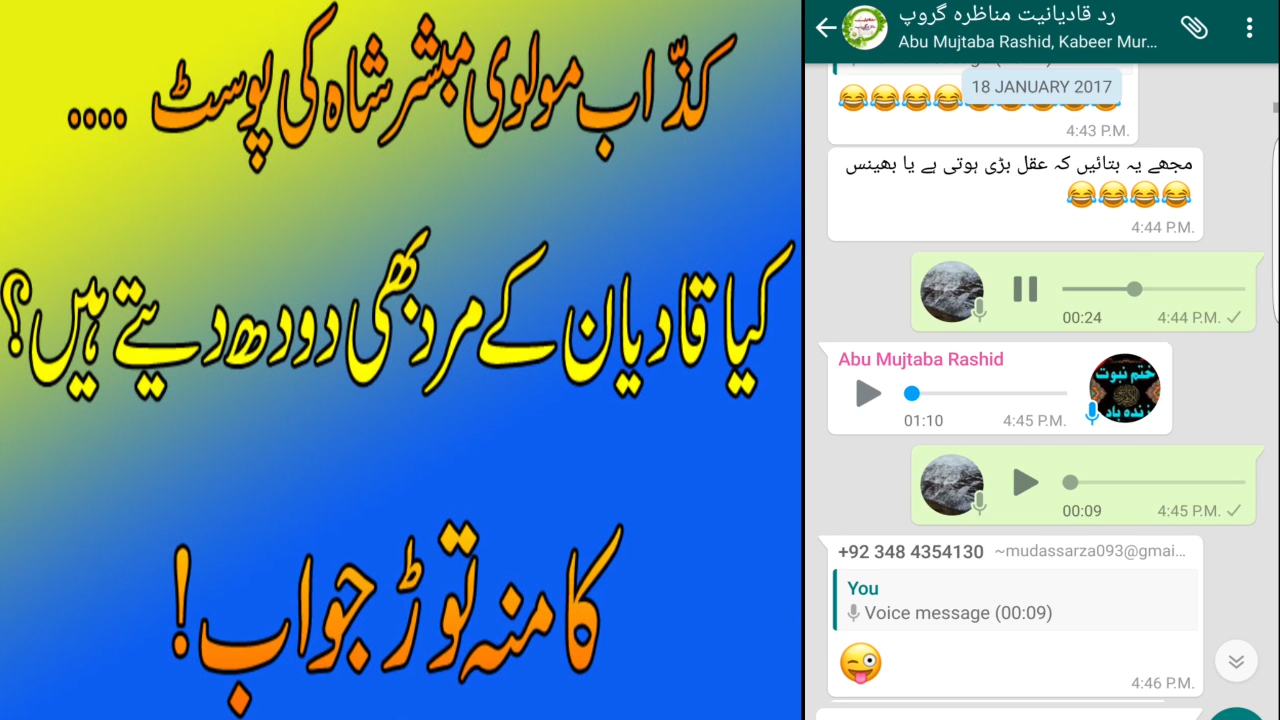 کذّاب مولوی مبشر شاہ کی پوسٹ ....
کیا قادیان کے مرد بھی دودھ دیتے ہیں؟
کا منہ توڑ جواب!
رد قادیانیت مناظرہ گروپ
Abu Mujtaba Rashid, Kabeer Mur...
18 JANUARY 2017
4:43 P.M.
مجھے یہ بتائیں کہ عقل بڑی ہوتی ہے یا بھینس
😂😂😂😂
4:44 P.M.
00:24 4:44 P.M.
Abu Mujtaba Rashid
ختم نبوت
زندہ باد
01:10 4:45 P.M.
00:09 4:45 P.M.
+92 348 4354130 ~mudassarza093@gmai...
You
Voice message (00:09)
😜
4:46 P.M.